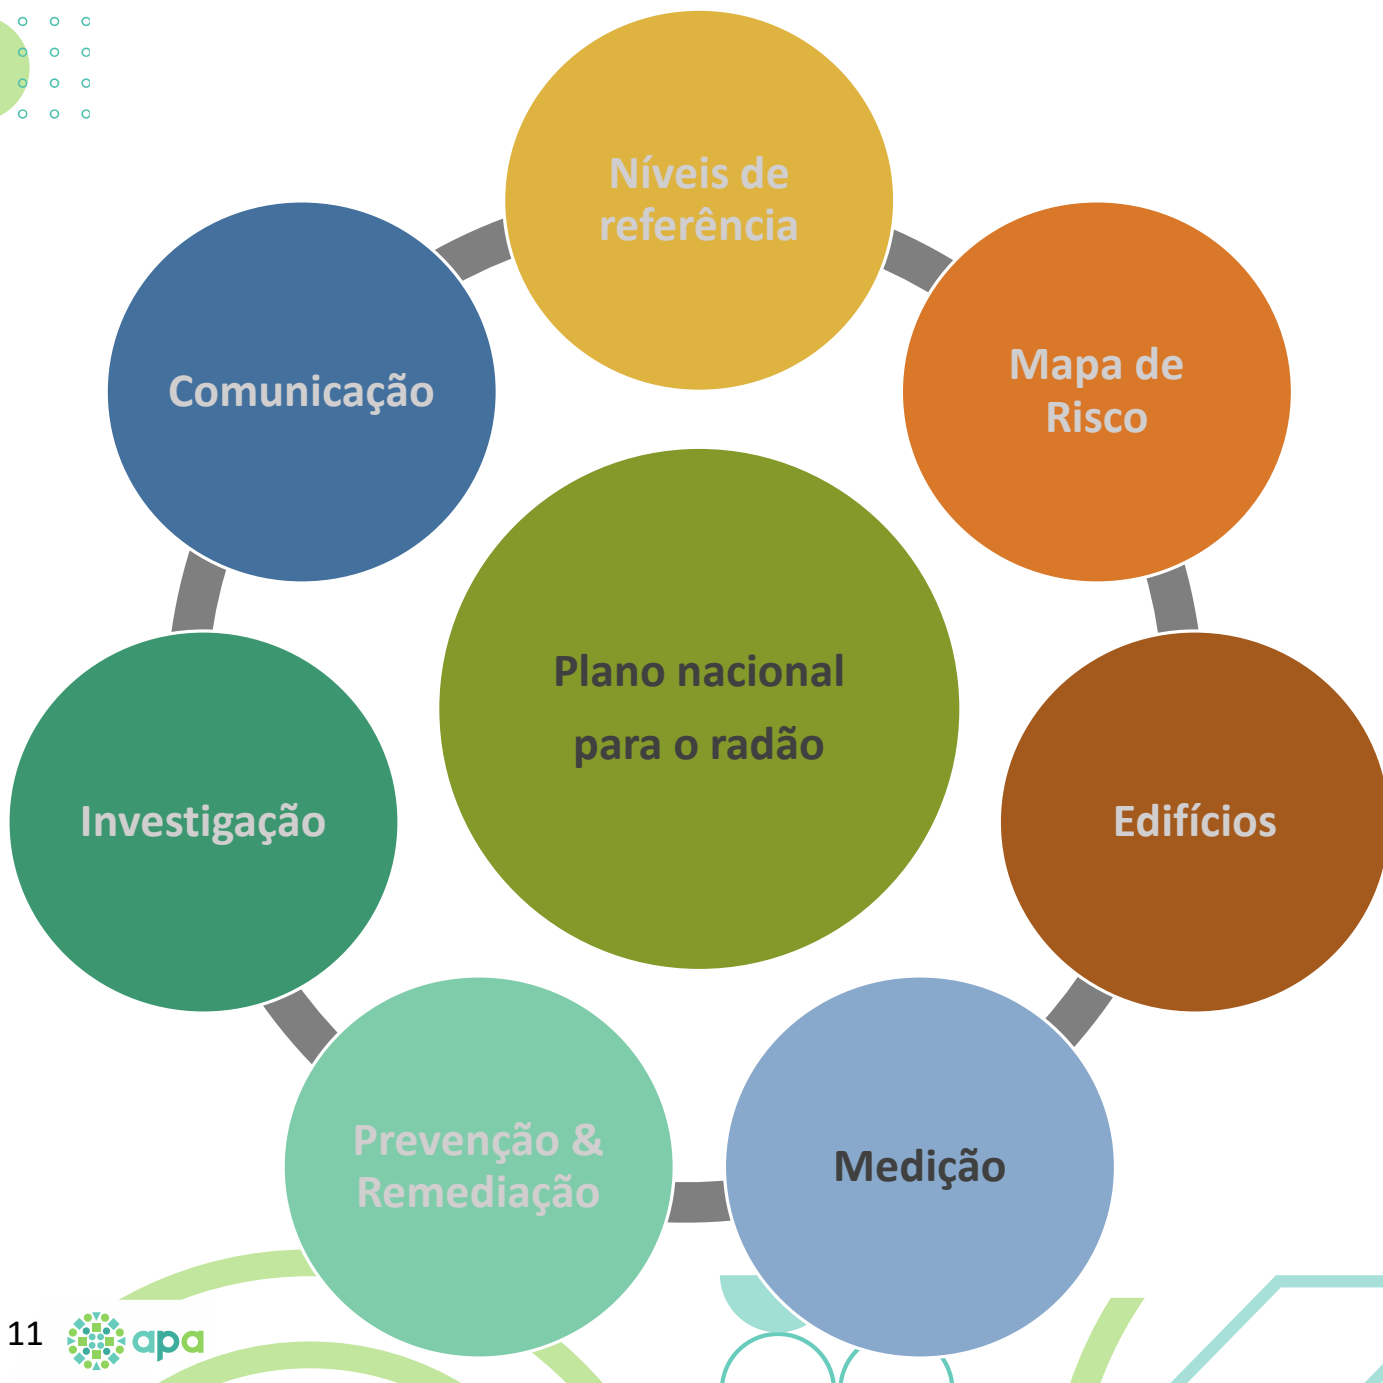 Níveis de
referência
Mapa de
Risco
Comunicação
Plano nacional
para o radão
Edifícios
Investigação
Prevenção &
Remediação
Medição
11
apa